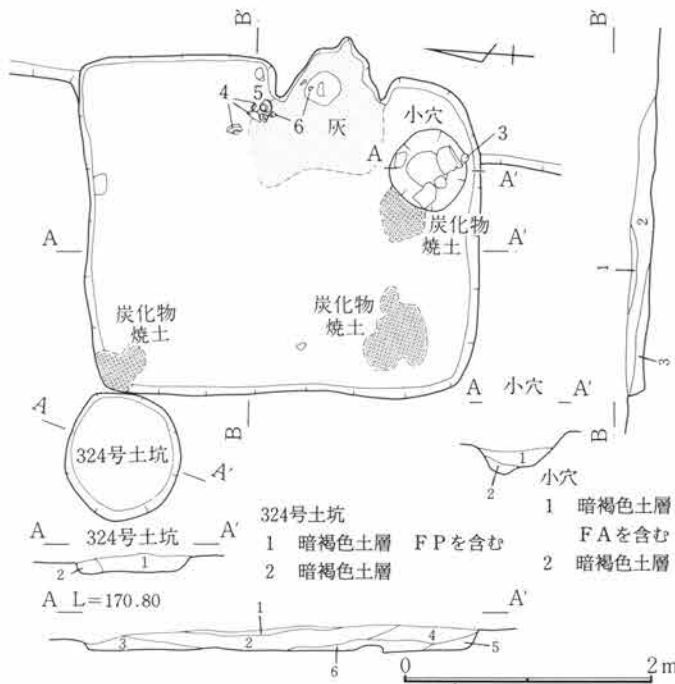 B' B'
4 5
6 灰 小穴 3
A A'
炭化物
焼土
A A'
2
1
炭化物
焼土
炭化物
焼土
3
A 小穴 A'
B B
A
324号土坑
A'
1
2
小穴
1 暗褐色土層
FAを含む
2 暗褐色土層
324号土坑
1 暗褐色土層 FPを含む
2 暗褐色土層
A 324号土坑 A'
2 1
A L=170.80 A'
1
3 2 4 5
6
0 2m